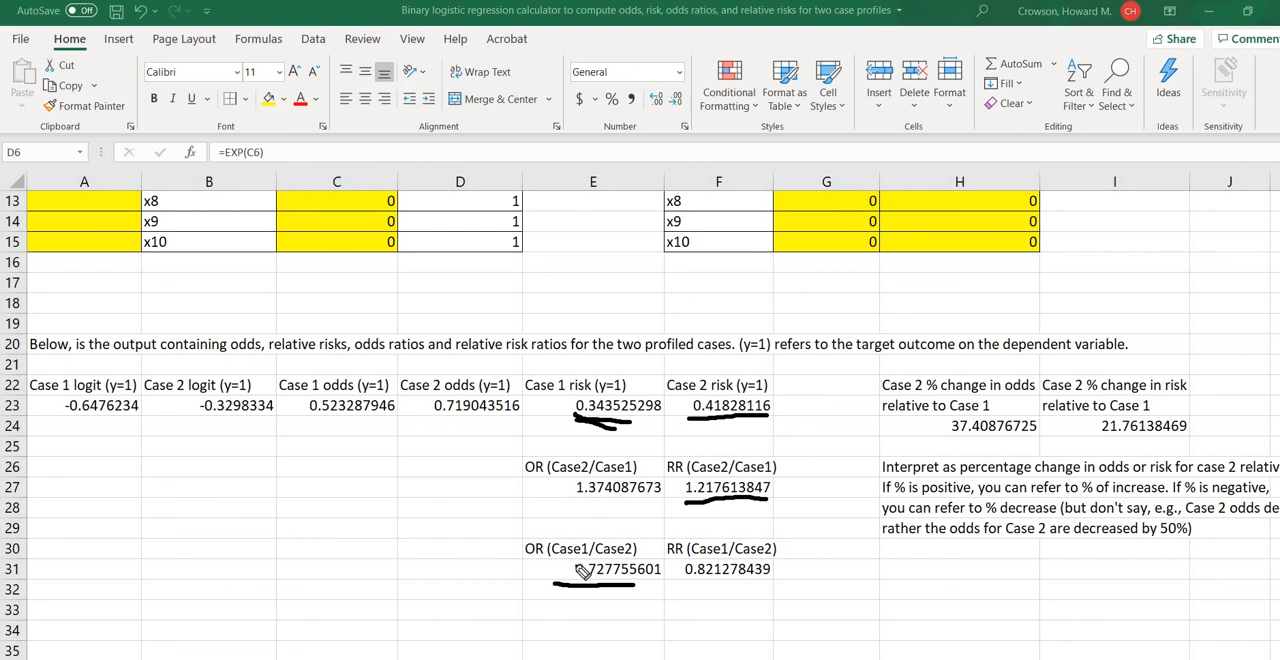 AutoSave Off
Binary logistic regression calculator to compute odds, risk, odds ratios, and relative risks for two case profiles
Crowson, Howard M. CH
File Home Insert Page Layout Formulas Data Review View Help Acrobat Share Commen
Paste Cut Copy Format Painter
Calibri 11 A A
B I U A
Wrap Text
Merge & Center
General
$ % ,
Conditional Formatting Format as Table Cell Styles
Insert Delete Format
AutoSum Fill Clear
Sort & Filter Find & Select
Ideas
Sensitivity
Clipboard Font Alignment Number Styles Cells Editing Ideas Sensitivity
D6 fx =EXP(C6)
A B C D E F G H I J
13 x8 0 1 x8 0 0
14 x9 0 1 x9 0 0
15 x10 0 1 x10 0 0
16
17
18
19
20 Below, is the output containing odds, relative risks, odds ratios and relative risk ratios for the two profiled cases. (y=1) refers to the target outcome on the dependent variable.
21
22 Case 1 logit (y=1) Case 2 logit (y=1) Case 1 odds (y=1) Case 2 odds (y=1) Case 1 risk (y=1) Case 2 risk (y=1) Case 2 % change in odds Case 2 % change in risk
23 -0.6476234 -0.3298334 0.523287946 0.719043516 0.343525298 0.41828116 relative to Case 1 relative to Case 1
24 37.40876725 21.76138469
25
26 OR (Case2/Case1) RR (Case2/Case1) Interpret as percentage change in odds or risk for case 2 relativ
27 1.374087673 1.217613847 If % is positive, you can refer to % of increase. If % is negative,
28 you can refer to % decrease (but don't say, e.g., Case 2 odds de
29 rather the odds for Case 2 are decreased by 50%)
30 OR (Case1/Case2) RR (Case1/Case2)
31 727755601 0.821278439
32
33
34
35